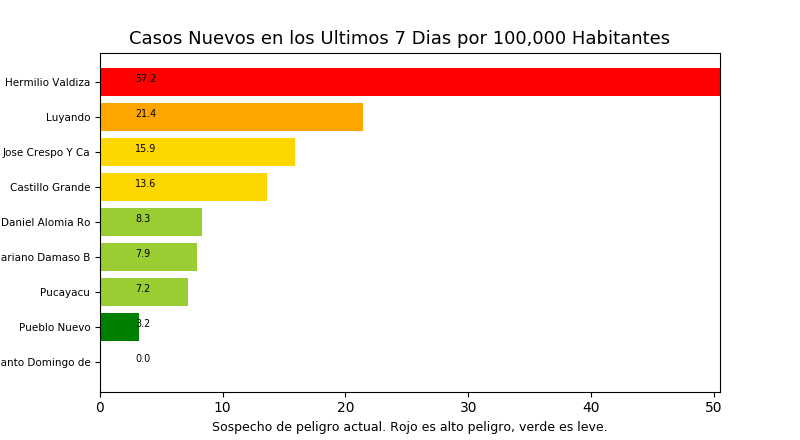 Casos Nuevos en los Ultimos 7 Dias por 100,000 Habitantes
Hermilio Valdiza 57.2
Luyando 21.4
Jose Crespo Y Ca 15.9
Castillo Grande 13.6
Daniel Alomia Ro 8.3
ariano Damaso B 7.9
Pucayacu 7.2
Pueblo Nuevo 3.2
anto Domingo de 0.0
0 10 20 30 40 50
Sospecho de peligro actual. Rojo es alto peligro, verde es leve.